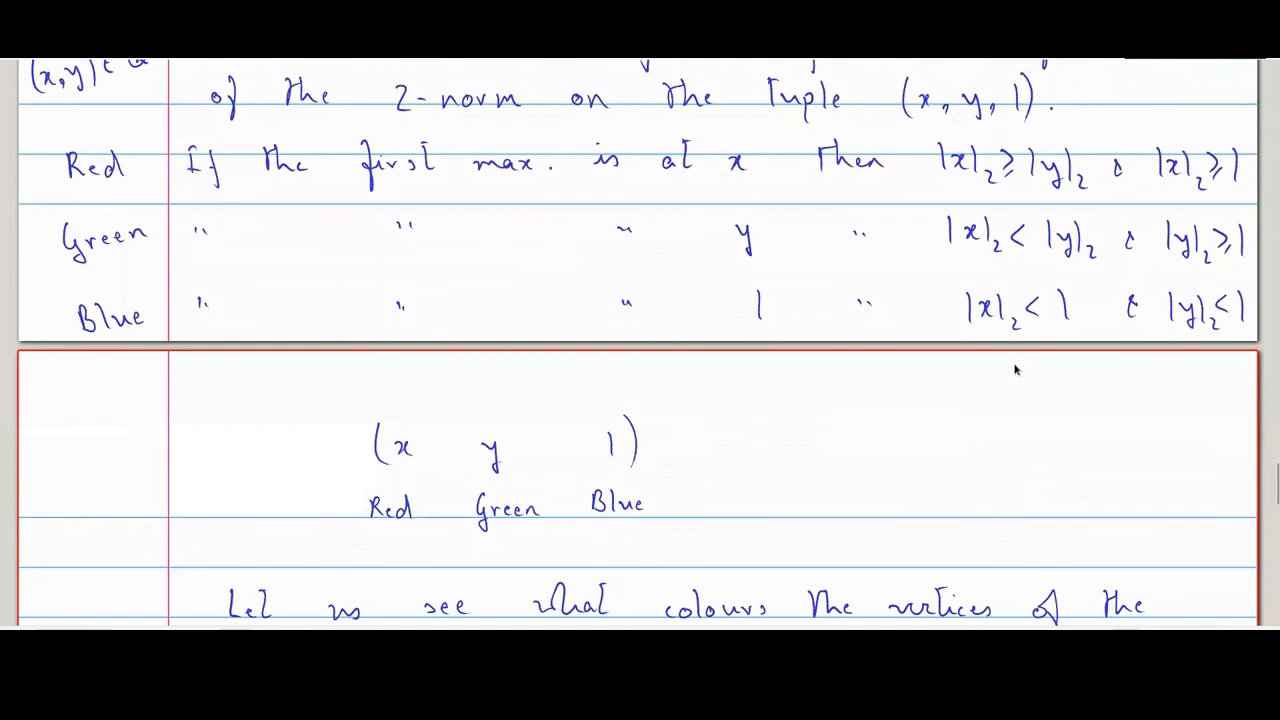 (x,y) ∈ Q
of the 2-norm on the tuple (x, y, 1).
Red If the first max. is at x then |x|₂ ≥ |y|₂ & |x|₂ ≥ 1
Green " " " y " |x|₂ < |y|₂ & |y|₂ ≥ 1
Blue " " " 1 " |x|₂ < 1 & |y|₂ < 1
(x y 1)
Red Green Blue
Let us see what colours the vertices of the